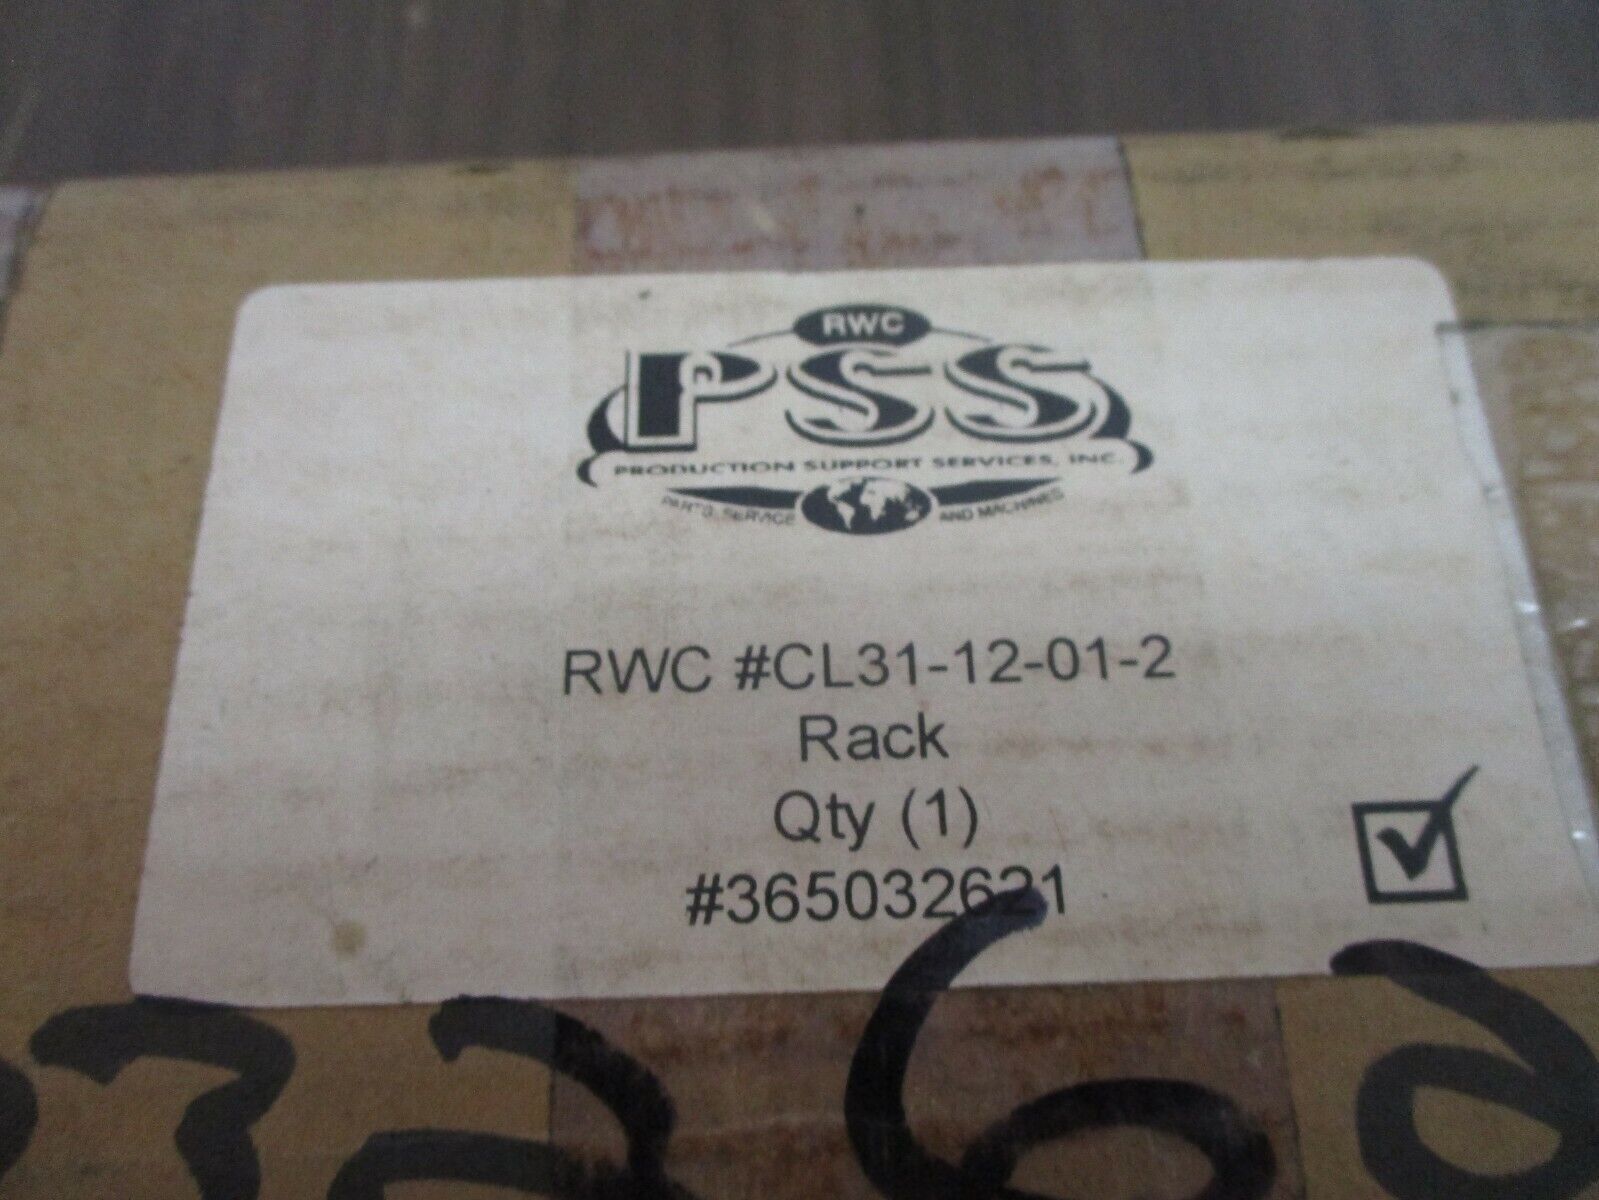 RWC
PSS
PRODUCTION SUPPORT SERVICES, INC.
PARTS, SERVICE AND MACHINES
RWC #CL31-12-01-2
Rack
Qty (1)
#365032621
3262